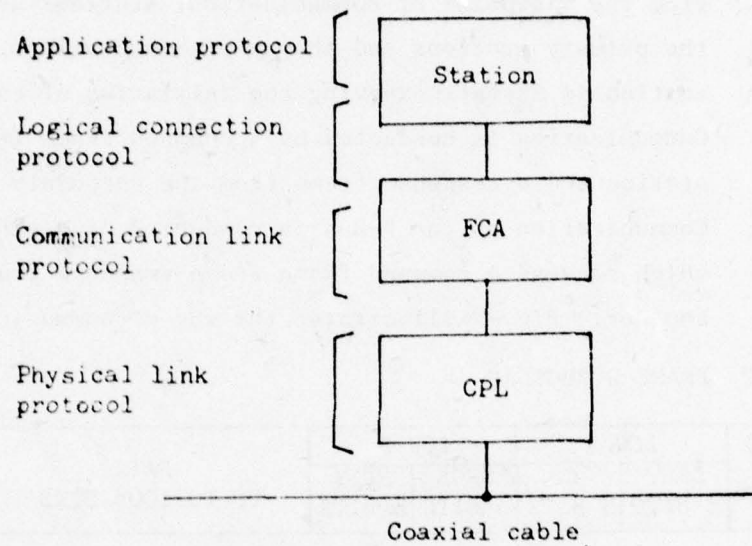 Application protocol
Station
Logical connection
protocol
FCA
Communication link
protocol
CPL
Physical link
protocol
Coaxial cable